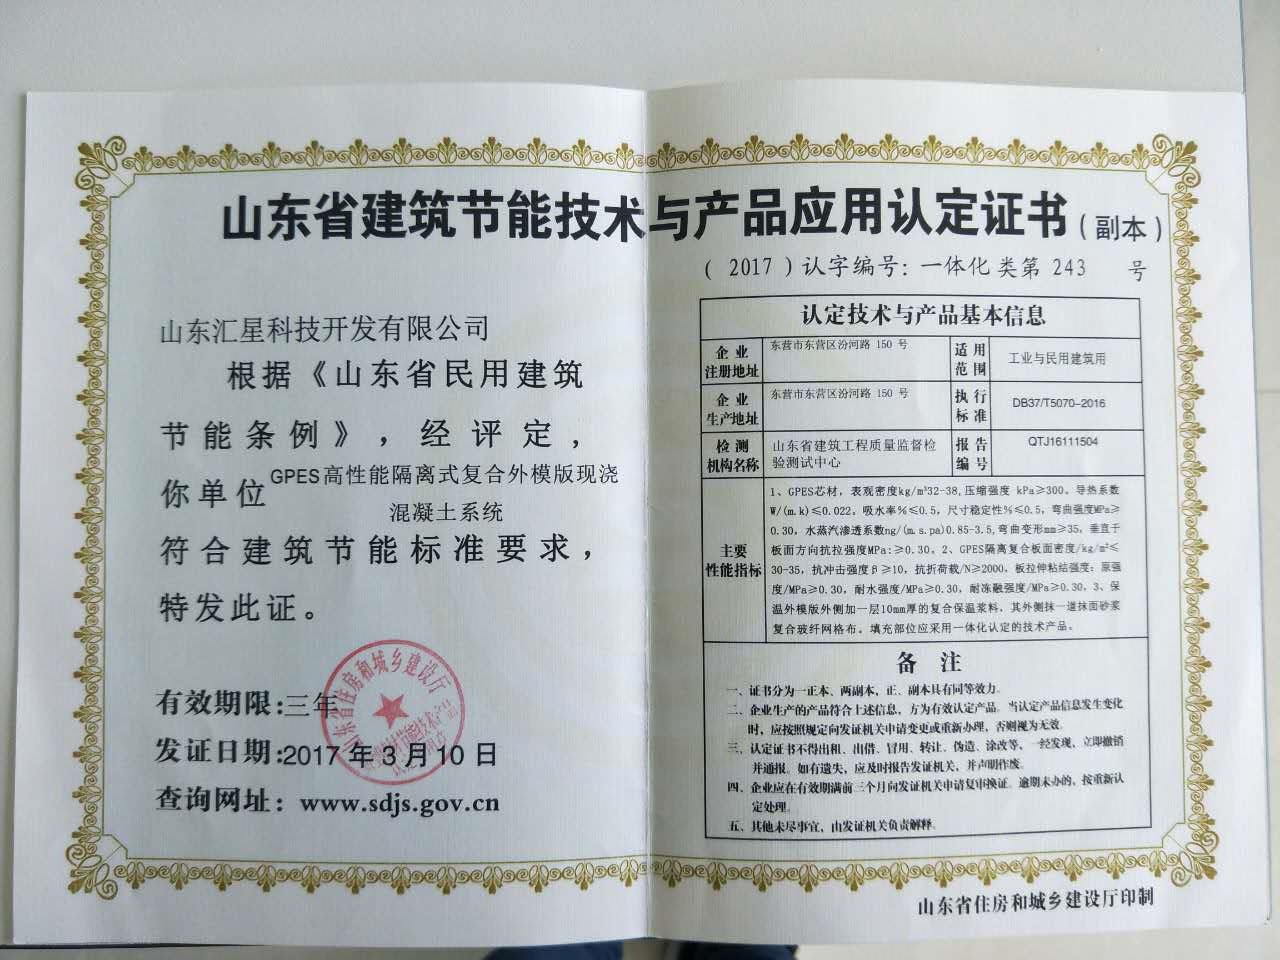 山东省建筑节能技术与产品应用认定证书（副本）
（ 2017 ）认字编号：一体化 类第 243 号
山东汇星科技开发有限公司
根据《山东省民用建筑
节能条例》，经评定，
你单位GPES高性能隔离式复合外模版现浇
混凝土系统
符合建筑节能标准要求，
特发此证。
有效期限:三年
发证日期:2017 年 3 月 10 日
查询网址：www.sdjs.gov.cn
山东省住房和城乡建设厅
认定技术与产品基本信息
企 业 注册地址 东营市东营区汾河路 150 号 适 用 范 围 工业与民用建筑用
企 业 生产地址 东营市东营区汾河路 150 号 执 行 标 准 DB37/T5070-2016
检 测 机构名称 山东省建筑工程质量监督检验测试中心 报 告 编 号 QTJ16111504
主要 性能指标
1、GPES芯材，表观密度kg/m³32-38,压缩强度 kPa≥300。导热系数
W/(m.k)≤0.022，吸水率%≤0.5，尺寸稳定性%≤0.5，弯曲强度MPa≥
0.30，水蒸汽渗透系数ng/(m.s.pa)0.85-3.5,弯曲变形mm≥35，垂直于
板面方向抗拉强度MPa:≥0.30。2、GPES隔离复合板面密度/kg/m²≤
30-35，抗冲击强度β≥10，抗折荷载/N≥2000，板拉伸粘结强度：原强
度/MPa≥0.30，耐水强度/MPa≥0.30，耐冻融强度/MPa≥0.30。3、保
温外模版外侧加一层10mm厚的复合保温浆料，其外侧抹一道抹面砂浆
复合玻纤网格布。填充部位应采用一体化认定的技术产品。
备 注
一、证书分为一正本、两副本，正、副本具有同等效力。
二、企业生产的产品符合上述信息，方为有效认定产品。当认定产品信息发生变化
时，应按照规定向发证机关申请变更或重新办理，否则视为无效。
三、认定证书不得出租、出借、冒用、转让、伪造、涂改等，一经发现，立即撤销
并通报。如有遗失，应及时报告发证机关，并声明作废。
四、企业应在有效期满前三个月向发证机关申请复审换证。逾期未办的，按重新认
定处理。
五、其他未尽事宜，由发证机关负责解释。
山东省住房和城乡建设厅印制